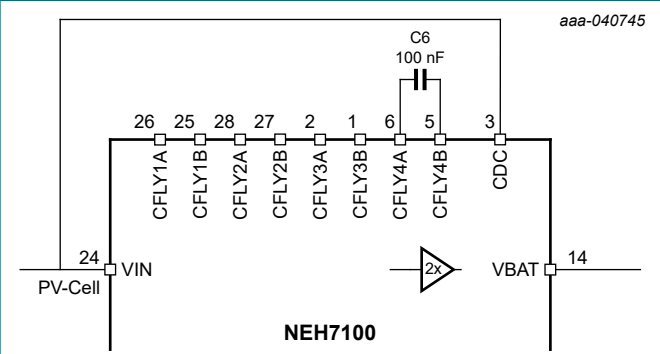 aaa-040745
C6
100 nF
26 25 28 27 2 1 6 5 3
CFLY1A CFLY1B CFLY2A CFLY2B CFLY3A CFLY3B CFLY4A CFLY4B CDC
24 VIN
PV-Cell
2x
VBAT 14
NEH7100